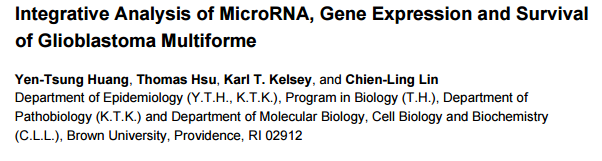 Integrative Analysis of MicroRNA, Gene Expression and Survival
of Glioblastoma Multiforme
Yen-Tsung Huang, Thomas Hsu, Karl T. Kelsey, and Chien-Ling Lin
Department of Epidemiology (Y.T.H., K.T.K.), Program in Biology (T.H.), Department of
Pathobiology (K.T.K.) and Department of Molecular Biology, Cell Biology and Biochemistry
(C.L.L.), Brown University, Providence, RI 02912